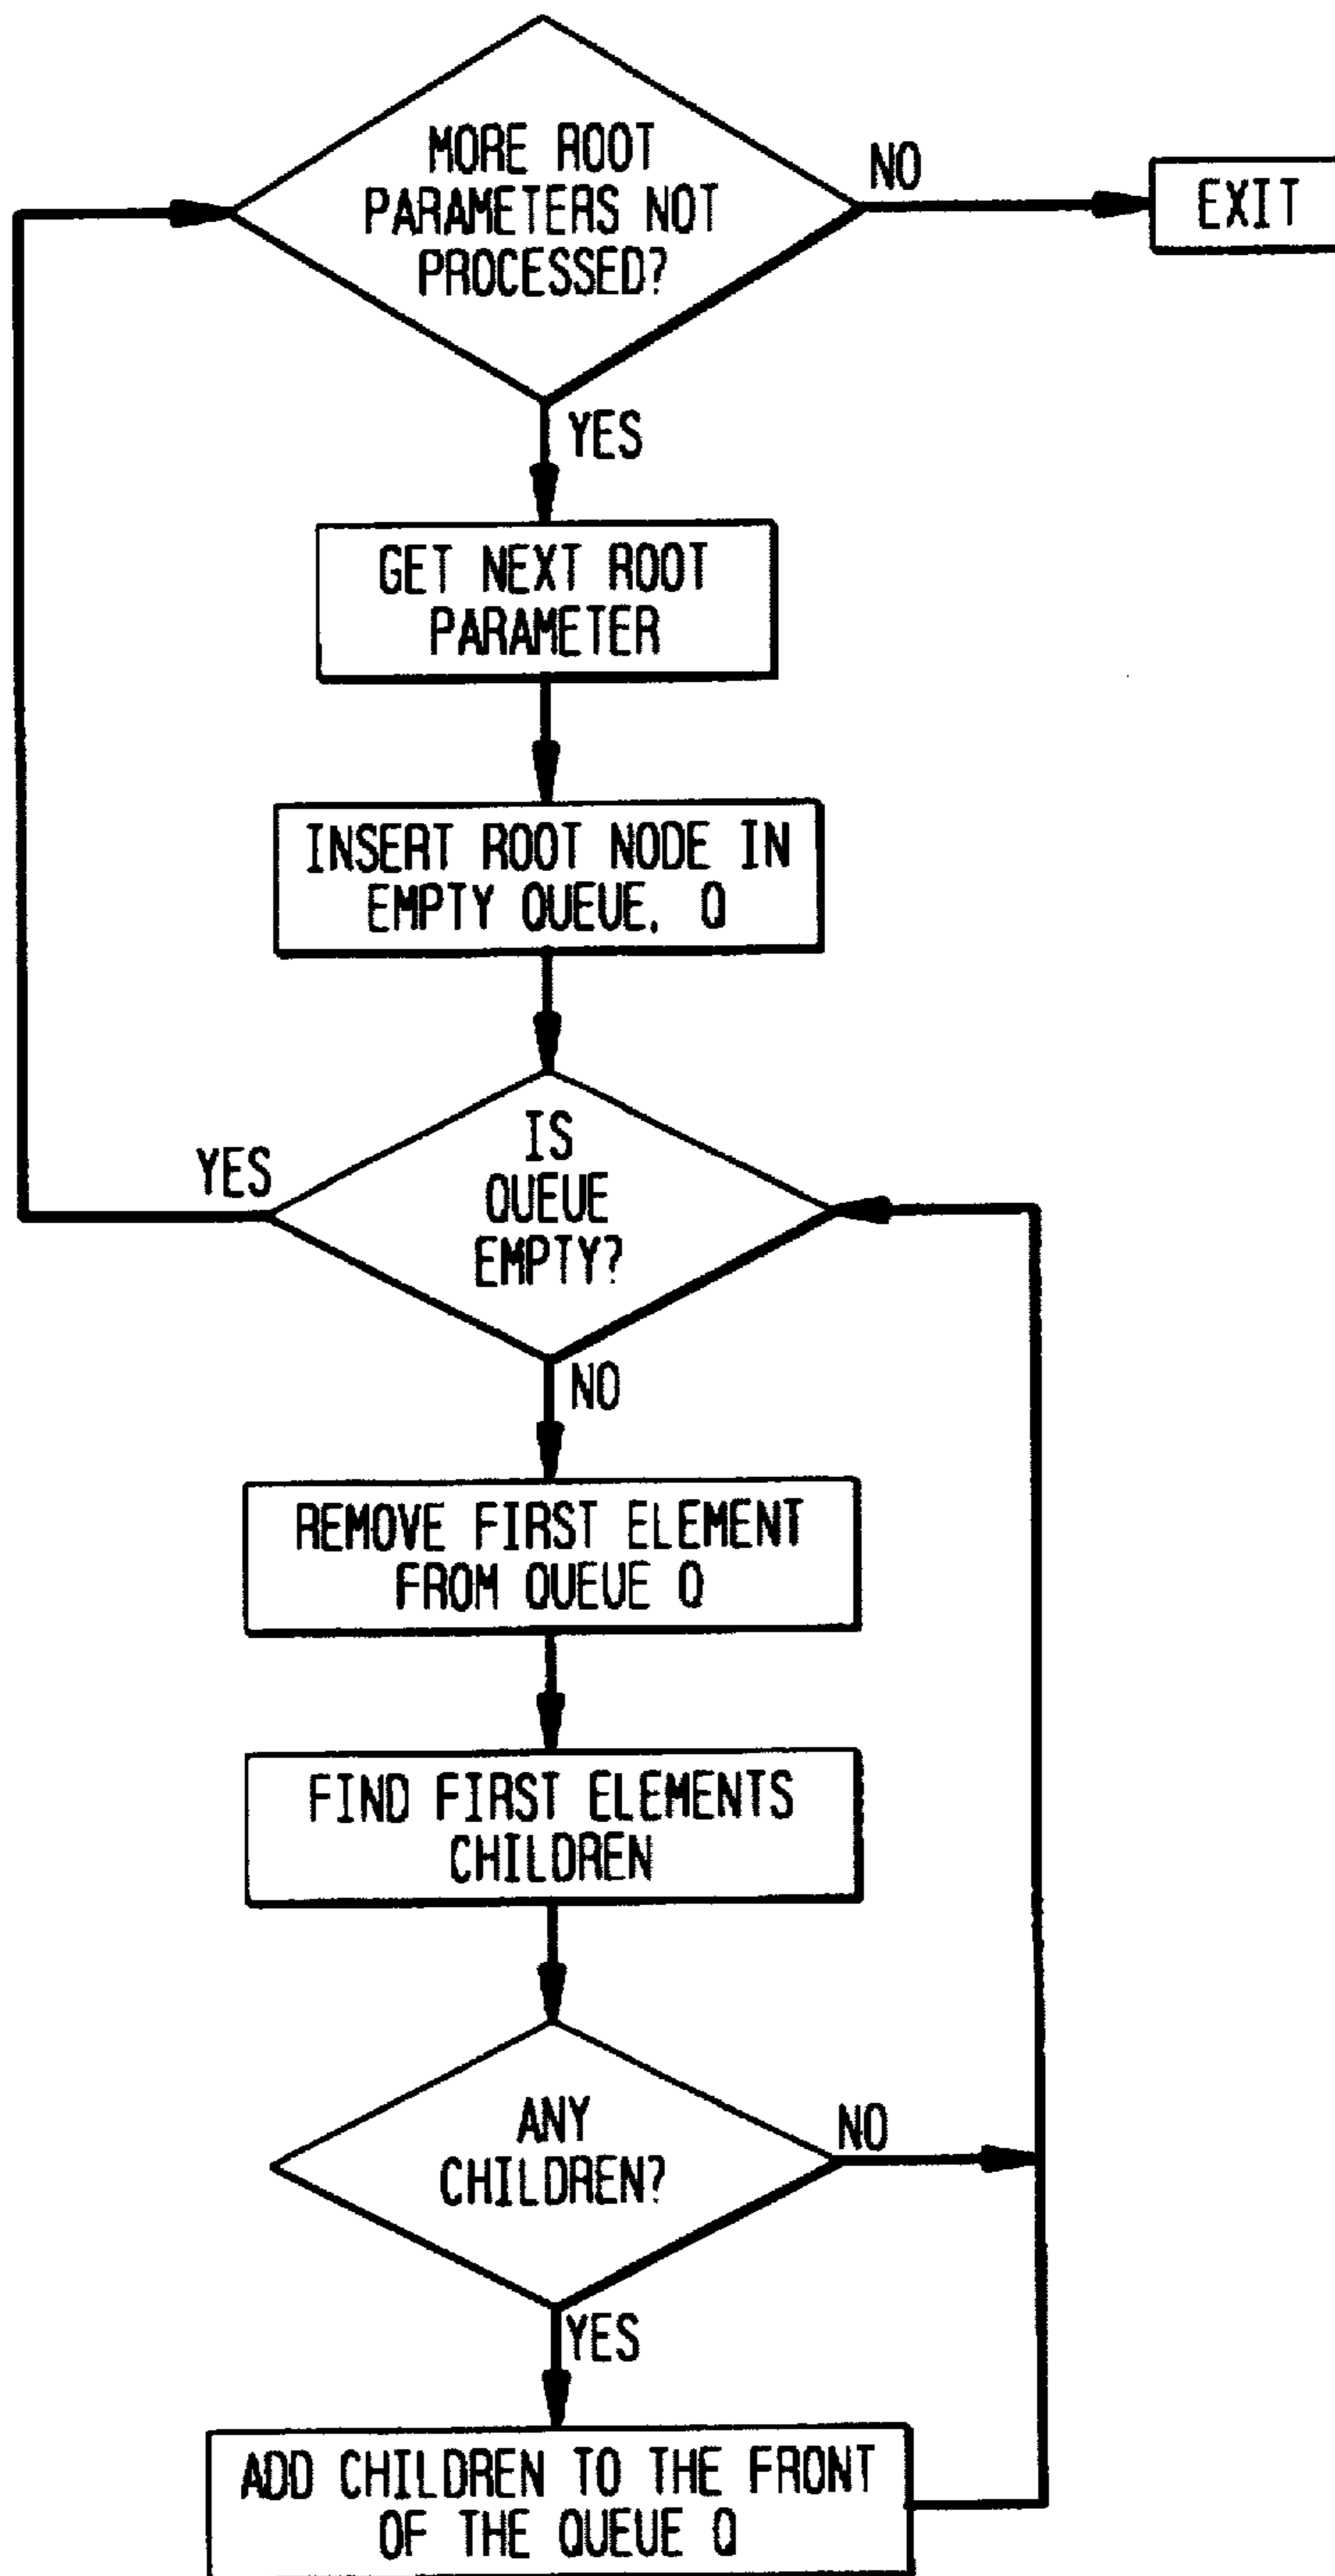 MORE ROOT
PARAMETERS NOT
PROCESSED?
NO
EXIT
YES
GET NEXT ROOT
PARAMETER
INSERT ROOT NODE IN
EMPTY QUEUE. Q
IS
QUEUE
EMPTY?
YES
NO
REMOVE FIRST ELEMENT
FROM QUEUE Q
FIND FIRST ELEMENTS
CHILDREN
ANY
CHILDREN?
NO
YES
ADD CHILDREN TO THE FRONT
OF THE QUEUE Q